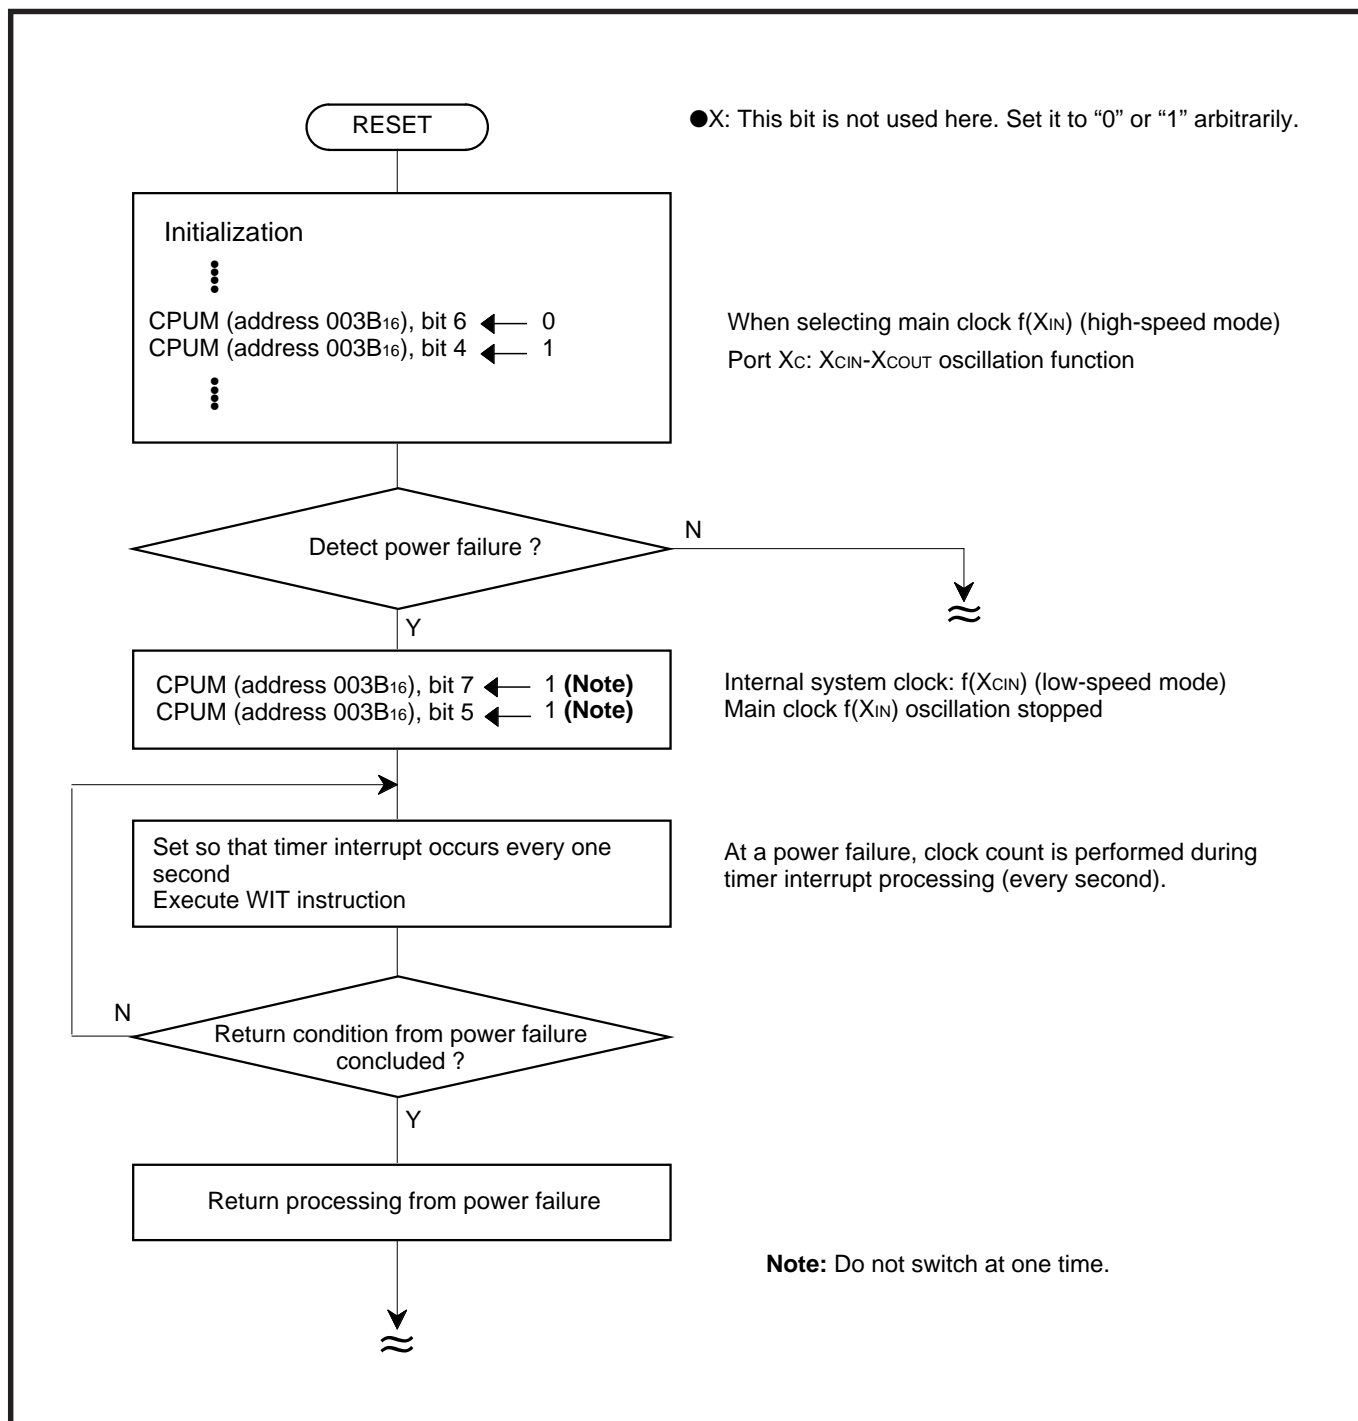 RESET
●X: This bit is not used here. Set it to “0” or “1” arbitrarily.
Initialization
CPUM (address 003B16), bit 6 ← 0
When selecting main clock f(XIN) (high-speed mode)
CPUM (address 003B16), bit 4 ← 1
Port XC: XCIN-XCOUT oscillation function
Detect power failure ?
N
Y
CPUM (address 003B16), bit 7 ← 1 (Note)
Internal system clock: f(XCIN) (low-speed mode)
CPUM (address 003B16), bit 5 ← 1 (Note)
Main clock f(XIN) oscillation stopped
Set so that timer interrupt occurs every one
second
Execute WIT instruction
At a power failure, clock count is performed during
timer interrupt processing (every second).
N
Return condition from power failure
concluded ?
Y
Return processing from power failure
Note: Do not switch at one time.